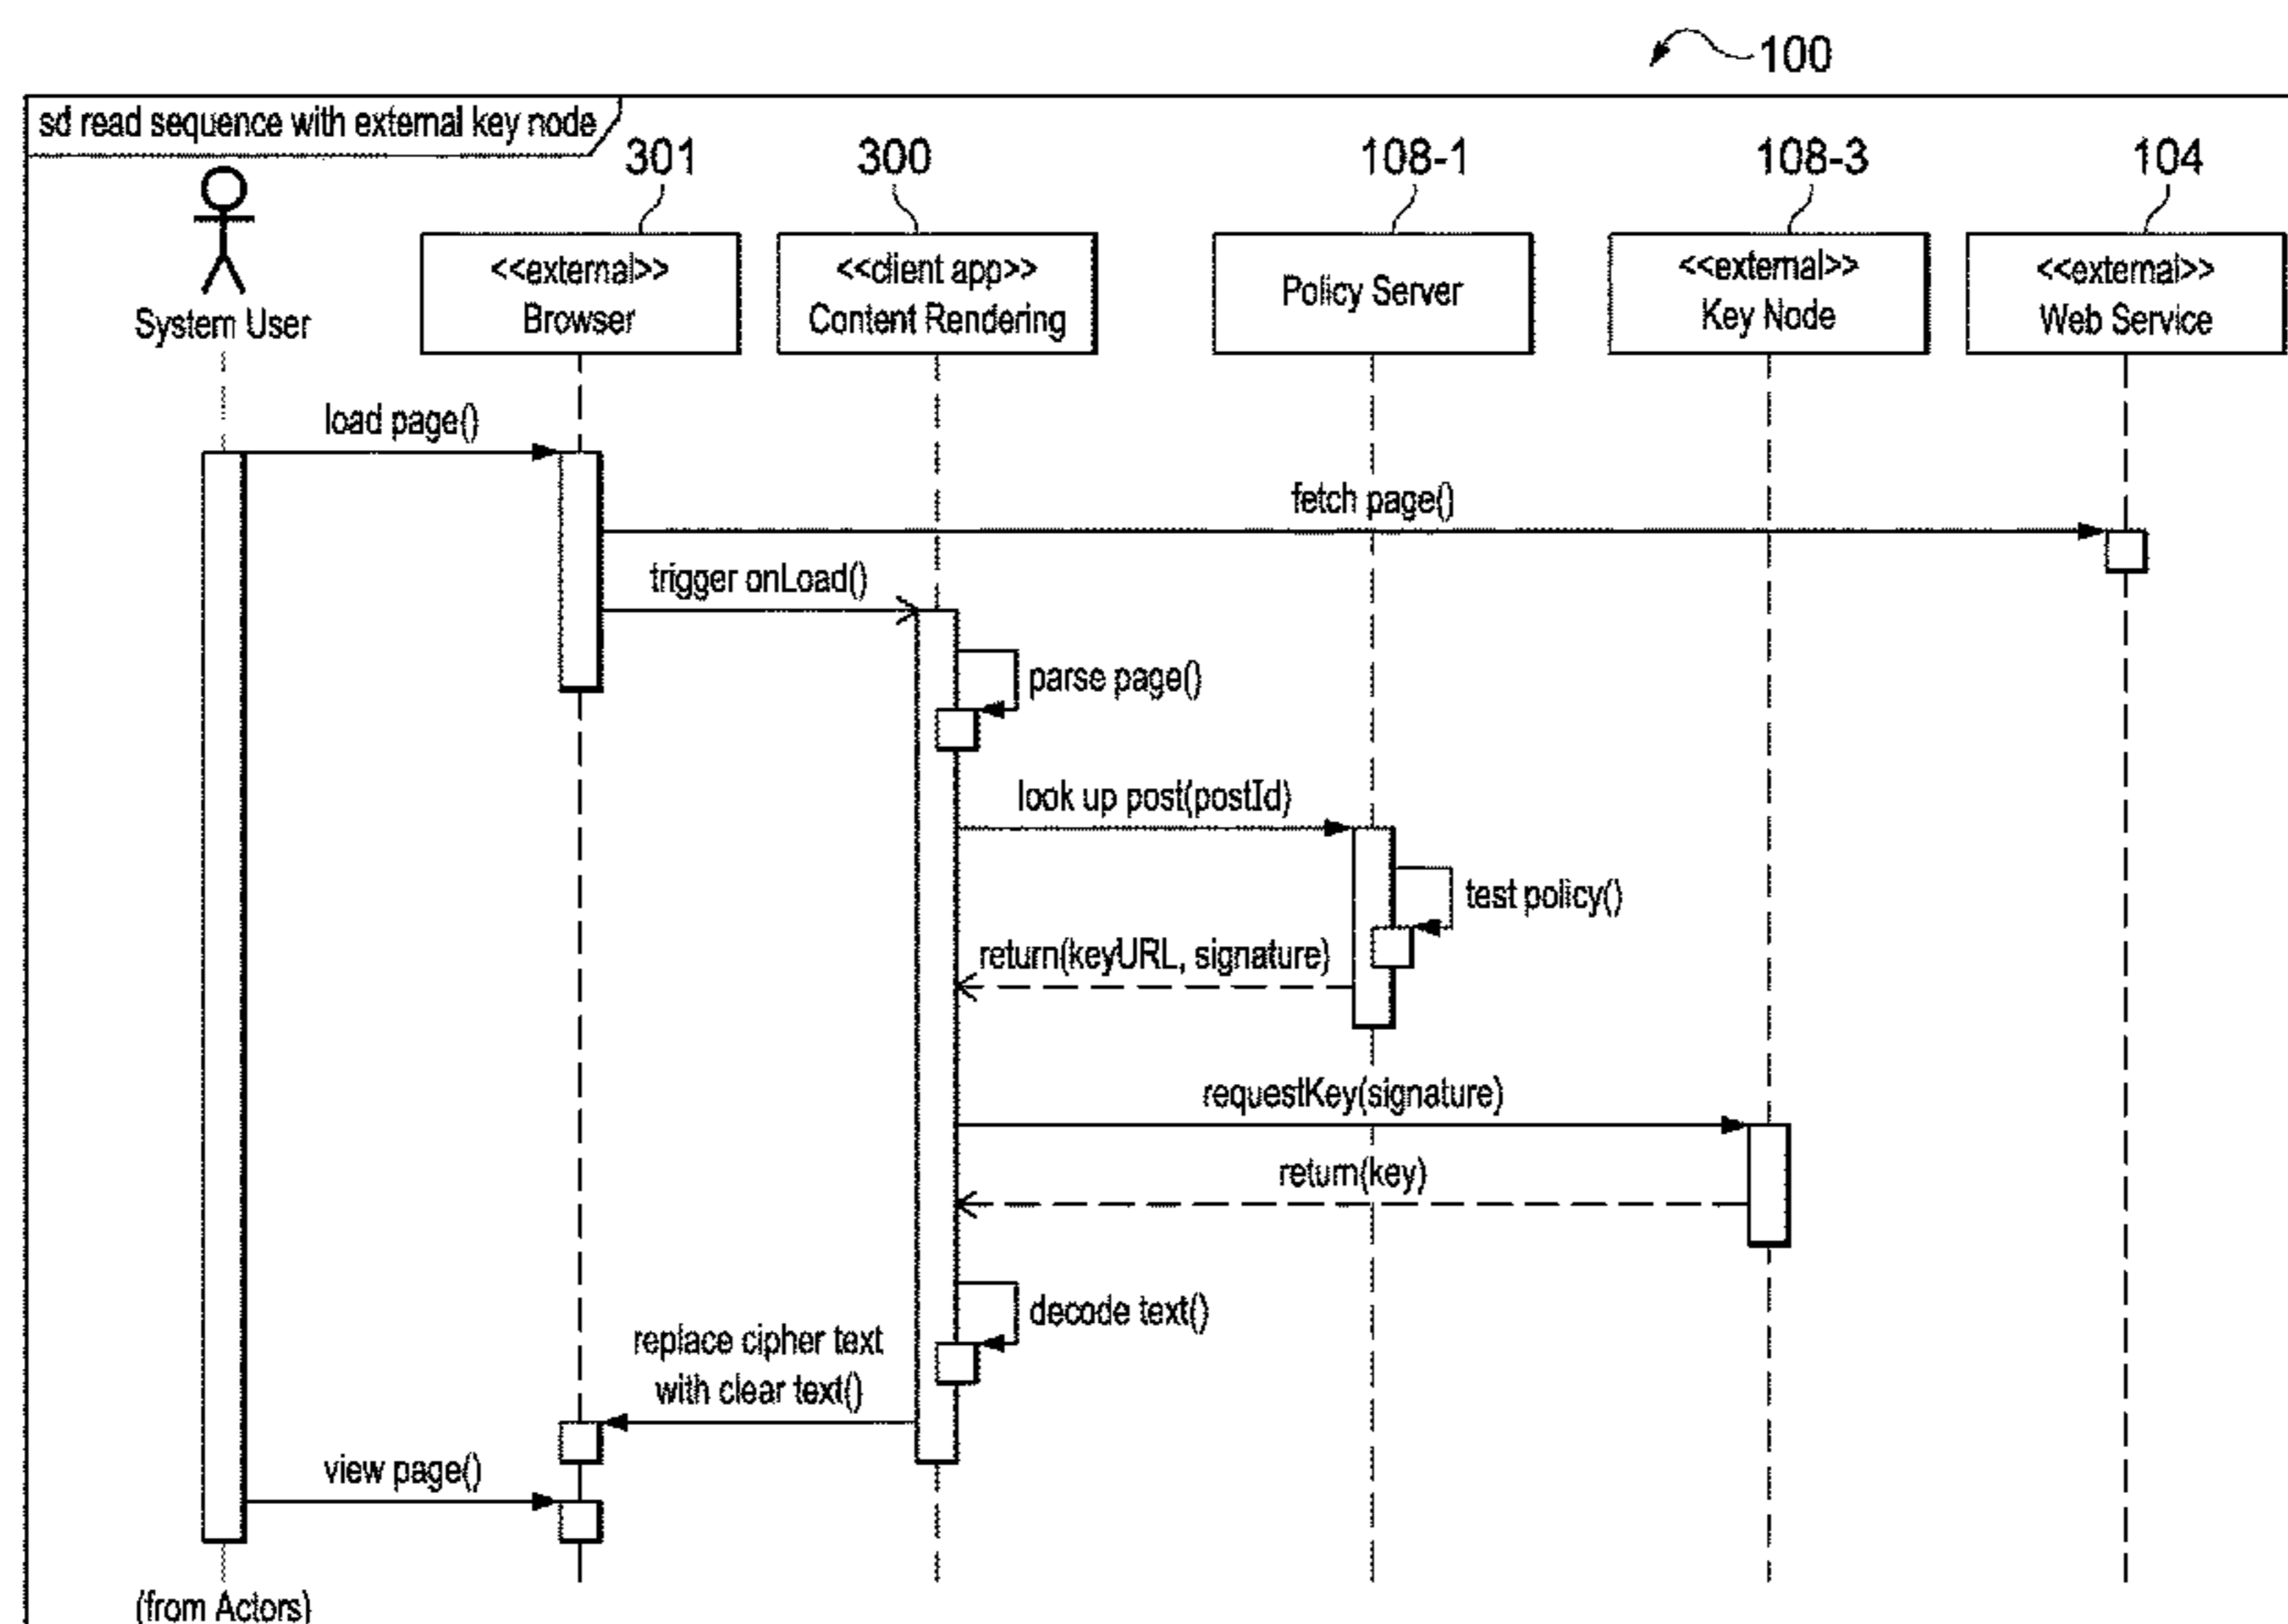 100
sd read sequence with external key node
301
300
108-1
108-3
104
System User
<<external>>
Browser
<<client app>>
Content Rendering
Policy Server
<<external>>
Key Node
<<external>>
Web Service
load page()
fetch page()
trigger onLoad()
parse page()
look up post(postId)
test policy()
return(keyURL, signature)
requestKey(signature)
return(key)
decode text()
replace cipher text
with clear text()
view page()
(from Actors)